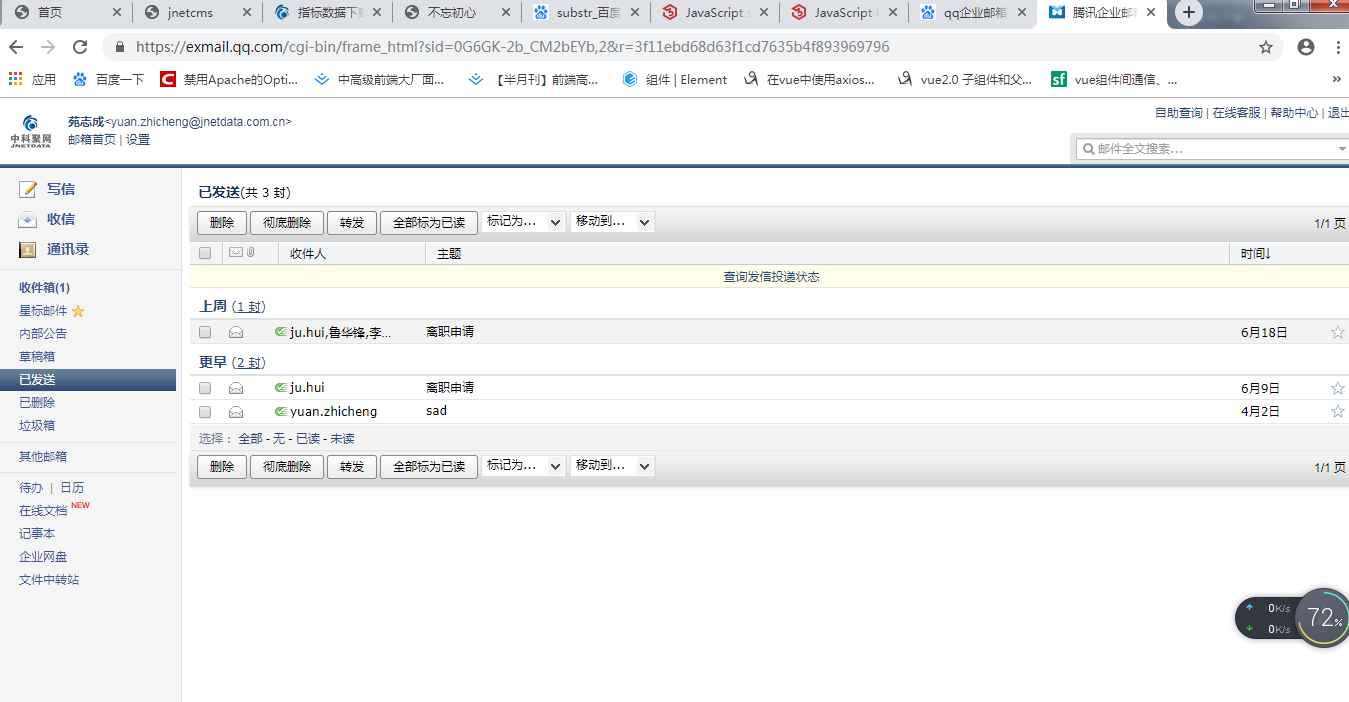 首页 jnetcms 指标数据下 不忘初心 substr_百度 JavaScript JavaScript qq企业邮箱 腾讯企业邮
https://exmail.qq.com/cgi-bin/frame_html?sid=0G6GK-2b_CM2bEYb,2&r=3f11ebd68d63f1cd7635b4f893969796
应用 百度一下 禁用Apache的Opti... 中高级前端大厂面... 【半月刊】前端高... 组件 | Element 在vue中使用axios... vue2.0 子组件和父... sf vue组件间通信、... »
中科聚网
JNETDATA
苑志成<yuan.zhicheng@jnetdata.com.cn>
邮箱首页 | 设置
自助查询 | 在线客服 | 帮助中心 | 退出
邮件全文搜索...
写信
收信
通讯录
收件箱(1)
星标邮件
内部公告
草稿箱
已发送
已删除
垃圾箱
其他邮箱
待办 | 日历
在线文档 NEW
记事本
企业网盘
文件中转站
已发送(共 3 封)
删除 彻底删除 转发 全部标为已读 标记为... 移动到... 1/1 页
收件人 主题 时间↓
查询发信投递状态
上周 (1 封)
ju.hui,鲁华锋,李... 离职申请 6月18日
更早 (2 封)
ju.hui 离职申请 6月9日
yuan.zhicheng sad 4月2日
选择： 全部 - 无 - 已读 - 未读
删除 彻底删除 转发 全部标为已读 标记为... 移动到... 1/1 页
0K/s
0K/s
72%